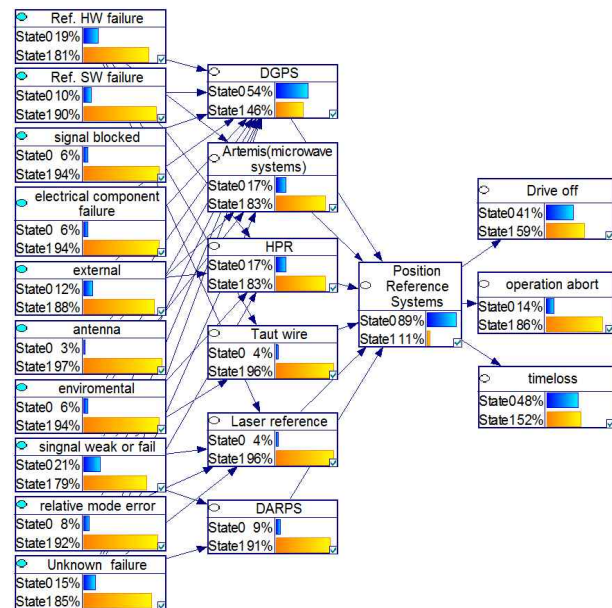 Ref. HW failure
State0 19%
State1 81%
Ref. SW failure
State0 10%
State1 90%
signal blocked
State0 6%
State1 94%
electrical component
failure
State0 6%
State1 94%
external
State0 12%
State1 88%
antenna
State0 3%
State1 97%
enviromental
State0 6%
State1 94%
singnal weak or fail
State0 21%
State1 79%
relative mode error
State0 8%
State1 92%
Unknown failure
State0 15%
State1 85%
DGPS
State0 54%
State1 46%
Artemis(microwave
systems)
State0 17%
State1 83%
HPR
State0 17%
State1 83%
Taut wire
State0 4%
State1 96%
Laser reference
State0 4%
State1 96%
DARPS
State0 9%
State1 91%
Position
Reference
Systems
State0 89%
State1 11%
Drive off
State0 41%
State1 59%
operation abort
State0 14%
State1 86%
timeloss
State0 48%
State1 52%